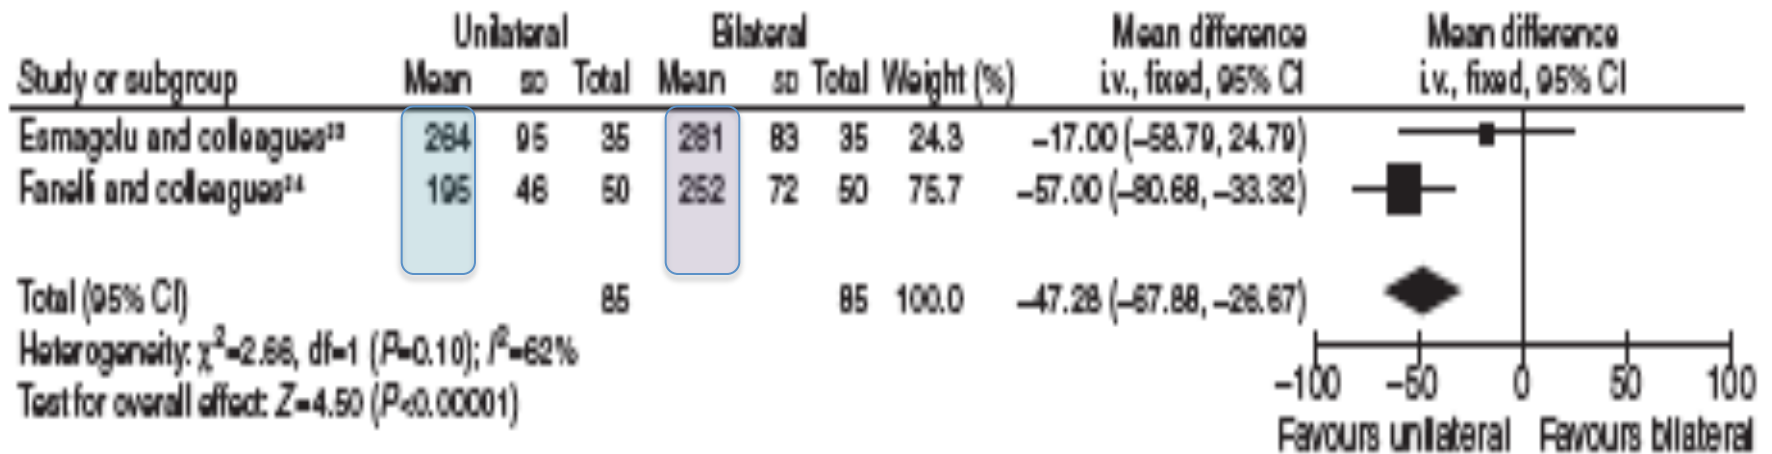 Unilateral Bilateral Mean difference Mean difference
Study or subgroup Mean SD Total Mean SD Total Weight (%) i.v., fixed, 95% CI i.v., fixed, 95% CI
Esmagolu and colleagues³³ 264 95 35 281 83 35 24.3 −17.00 (−58.79, 24.79)
Fanelli and colleagues³⁴ 195 46 50 252 72 50 75.7 −57.00 (−80.68, −33.32)
Total (95% CI) 85 85 100.0 −47.28 (−67.88, −26.67)
Heterogeneity: χ²=2.66, df=1 (P=0.10); I²=62%
Test for overall effect: Z=4.50 (P<0.00001)
−100 −50 0 50 100
Favours unilateral Favours bilateral